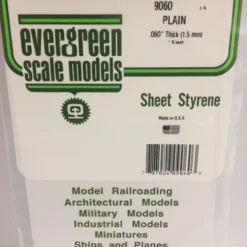 9060
PLAIN
.060" Thick (1.5 mm)
evergreen
scale models
Sheet Styrene
Made in U.S.A
Model Railroading
Architectural Models
Military Models
Industrial Models
Miniatures
Ships and Planes